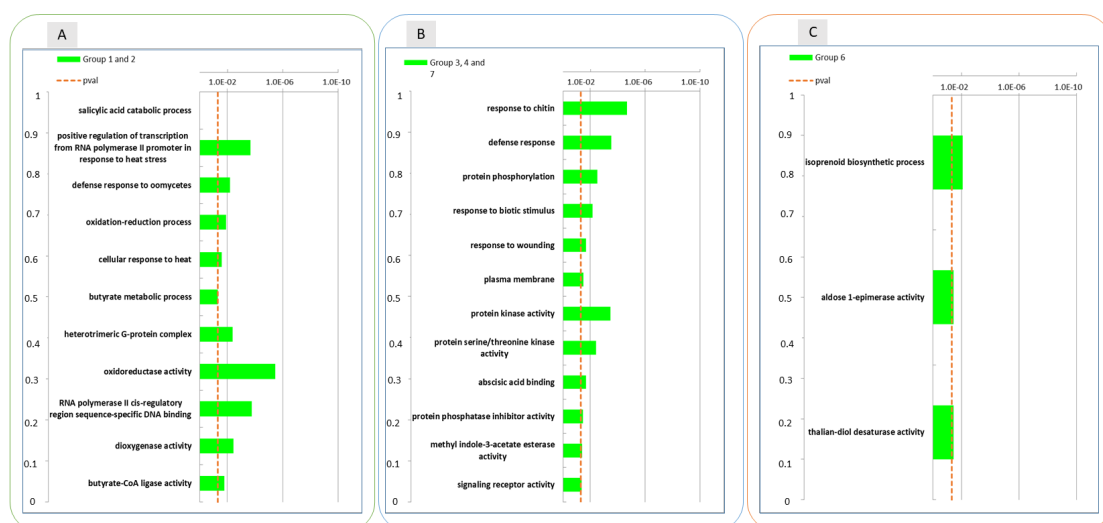 A
Group 1 and 2
pval
1.0E-02 1.0E-06 1.0E-10
1
salicylic acid catabolic process
0.9
positive regulation of transcription
from RNA polymerase II promoter in
response to heat stress
0.8
defense response to oomycetes
0.7
oxidation-reduction process
0.6
cellular response to heat
0.5
butyrate metabolic process
0.4
heterotrimeric G-protein complex
0.3
oxidoreductase activity
RNA polymerase II cis-regulatory
region sequence-specific DNA binding
0.2
dioxygenase activity
0.1
butyrate-CoA ligase activity
0
B
Group 3, 4 and
7
pval
1.0E-02 1.0E-06 1.0E-10
1
response to chitin
0.9
defense response
0.8
protein phosphorylation
0.7
response to biotic stimulus
response to wounding
0.6
plasma membrane
0.5
protein kinase activity
0.4
protein serine/threonine kinase
activity
0.3
abscisic acid binding
0.2
protein phosphatase inhibitor activity
methyl indole-3-acetate esterase
activity
0.1
signaling receptor activity
0
C
Group 6
pval
1.0E-02 1.0E-06 1.0E-10
1
0.9
isoprenoid biosynthetic process
0.8
0.7
0.6
0.5
aldose 1-epimerase activity
0.4
0.3
0.2
thalian-diol desaturase activity
0.1
0